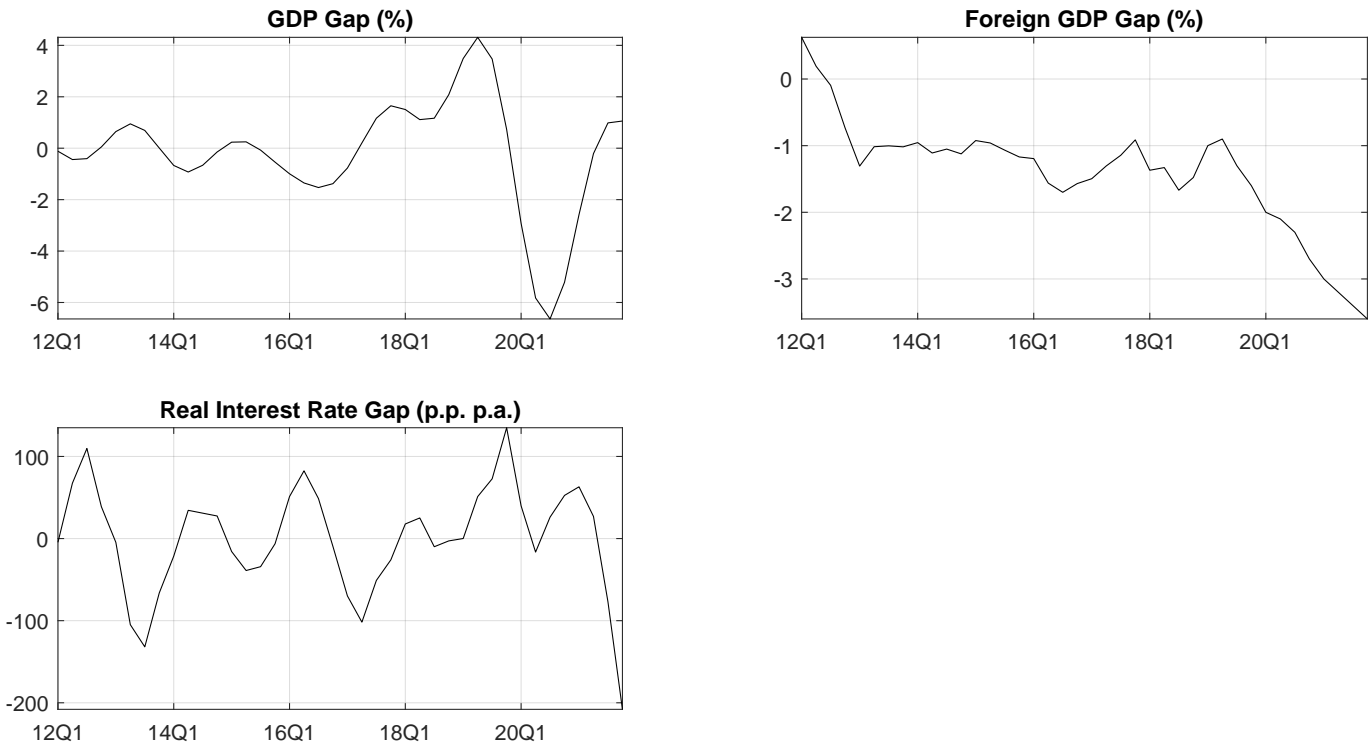 GDP Gap (%)
4
2
0
-2
-4
-6
12Q1 14Q1 16Q1 18Q1 20Q1
Foreign GDP Gap (%)
0
-1
-2
-3
12Q1 14Q1 16Q1 18Q1 20Q1
Real Interest Rate Gap (p.p. p.a.)
100
0
-100
-200
12Q1 14Q1 16Q1 18Q1 20Q1